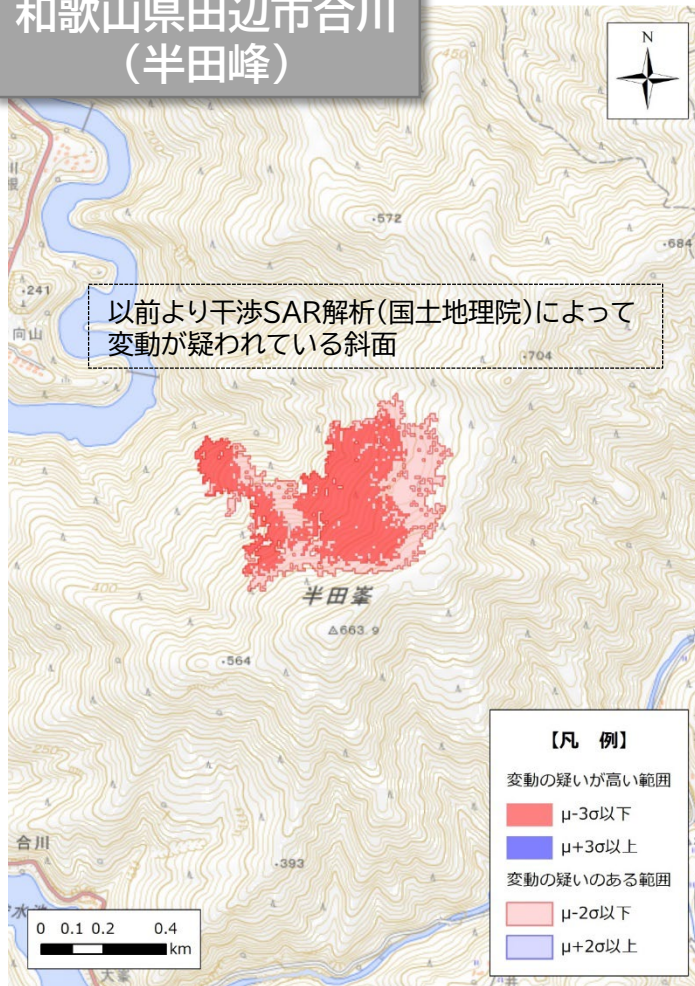 和歌山県田辺市合川
（半田峰）
N
450
200
・572
・684
・241
向山
以前より干渉SAR解析（国土地理院）によって
変動が疑われている斜面
・704
400
半田峯
△663.9
・564
250
合川
・393
大峯
0 0.1 0.2 0.4
km
【凡 例】
変動の疑いが高い範囲
μ-3σ以下
μ+3σ以上
変動の疑いのある範囲
μ-2σ以下
μ+2σ以上